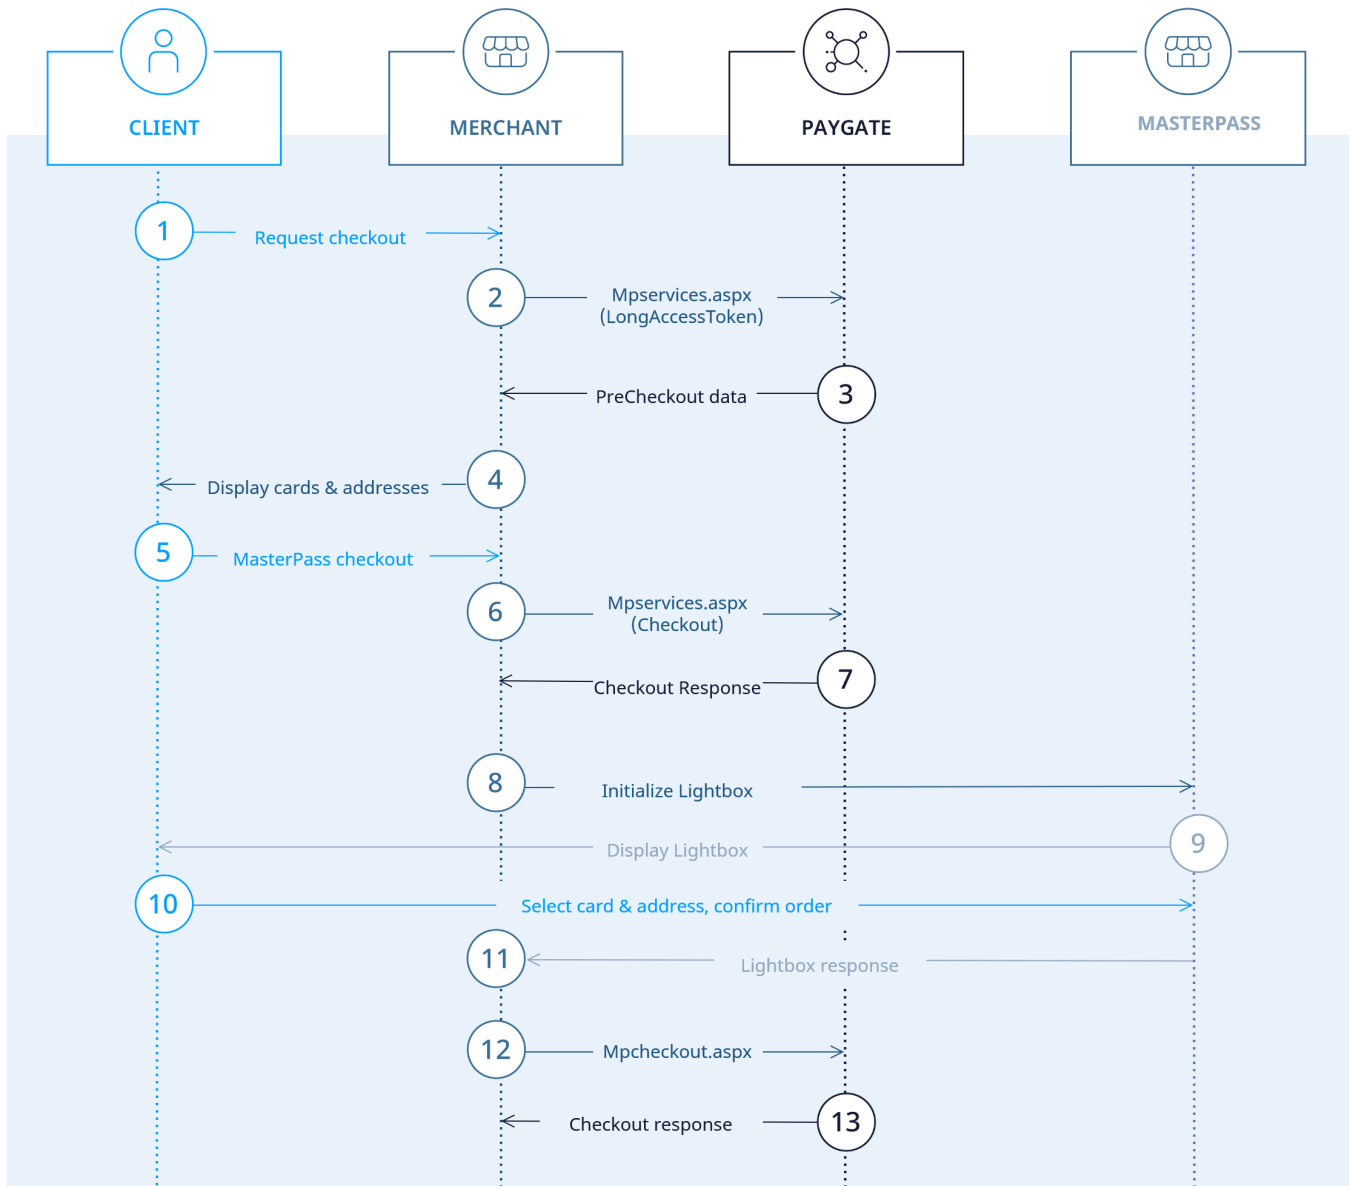 CLIENT
MERCHANT
PAYGATE
MASTERPASS
1
Request checkout
2
Mpservices.aspx
(LongAccessToken)
PreCheckout data
3
Display cards & addresses
4
5
MasterPass checkout
6
Mpservices.aspx
(Checkout)
Checkout Response
7
8
Initialize Lightbox
Display Lightbox
9
10
Select card & address, confirm order
11
Lightbox response
12
Mpcheckout.aspx
Checkout response
13